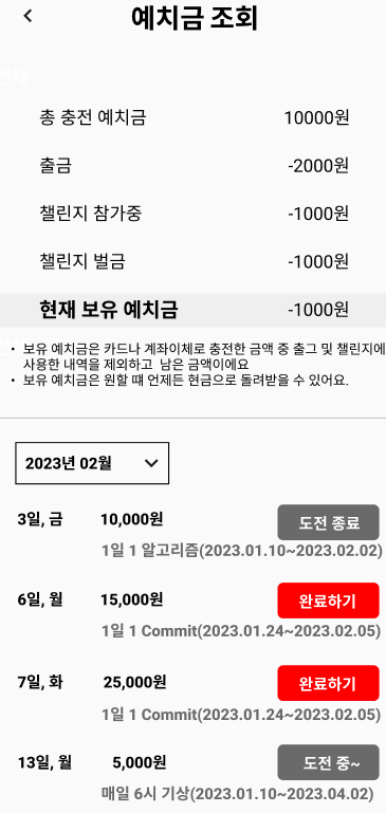 예치금 조회
총 충전 예치금 10000원
출금 -2000원
챌린지 참가중 -1000원
챌린지 벌금 -1000원
현재 보유 예치금 -1000원
• 보유 예치금은 카드나 계좌이체로 충전한 금액 중 출그 및 챌린지에
사용한 내역을 제외하고 남은 금액이에요
• 보유 예치금은 원할 떄 언제든 현금으로 돌려받을 수 있어요.
2023년 02월
3일, 금 10,000원 도전 종료
1일 1 알고리즘(2023.01.10~2023.02.02)
6일, 월 15,000원 완료하기
1일 1 Commit(2023.01.24~2023.02.05)
7일, 화 25,000원 완료하기
1일 1 Commit(2023.01.24~2023.02.05)
13일, 월 5,000원 도전 중~
매일 6시 기상(2023.01.10~2023.04.02)